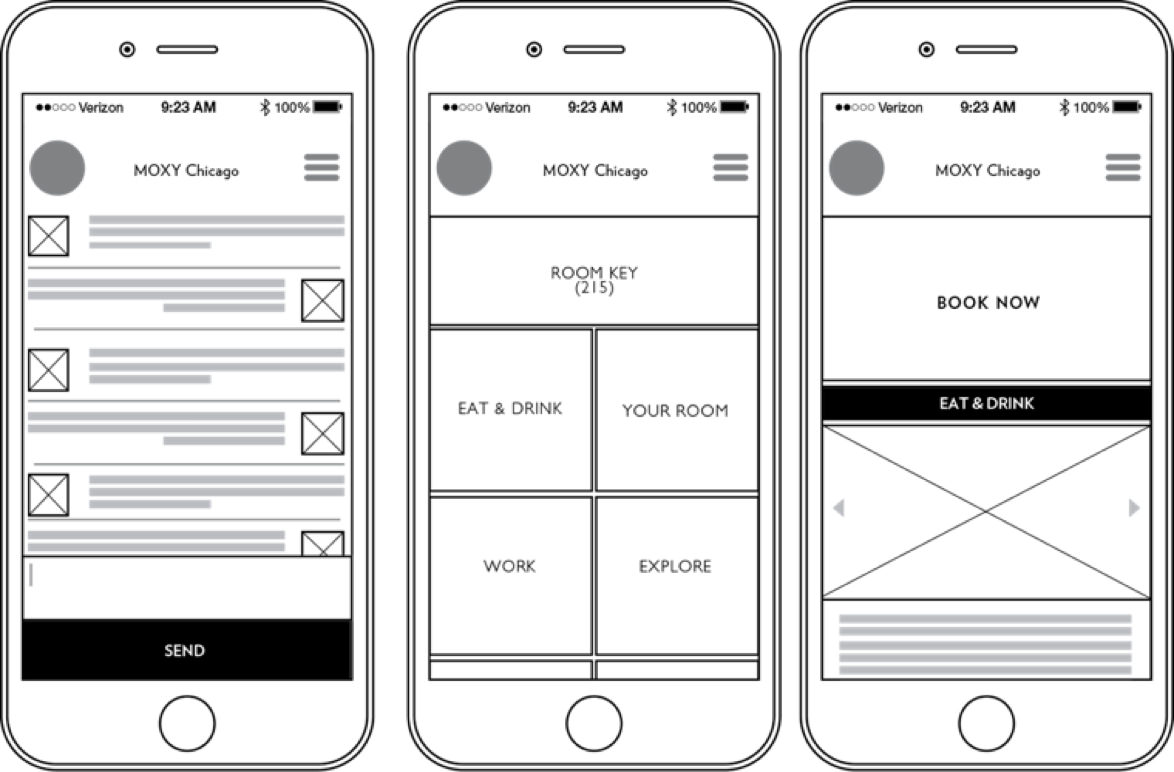 Verizon 9:23 AM 100%
MOXY Chicago
SEND
Verizon 9:23 AM 100%
MOXY Chicago
ROOM KEY
(215)
EAT & DRINK
YOUR ROOM
WORK
EXPLORE
Verizon 9:23 AM 100%
MOXY Chicago
BOOK NOW
EAT & DRINK